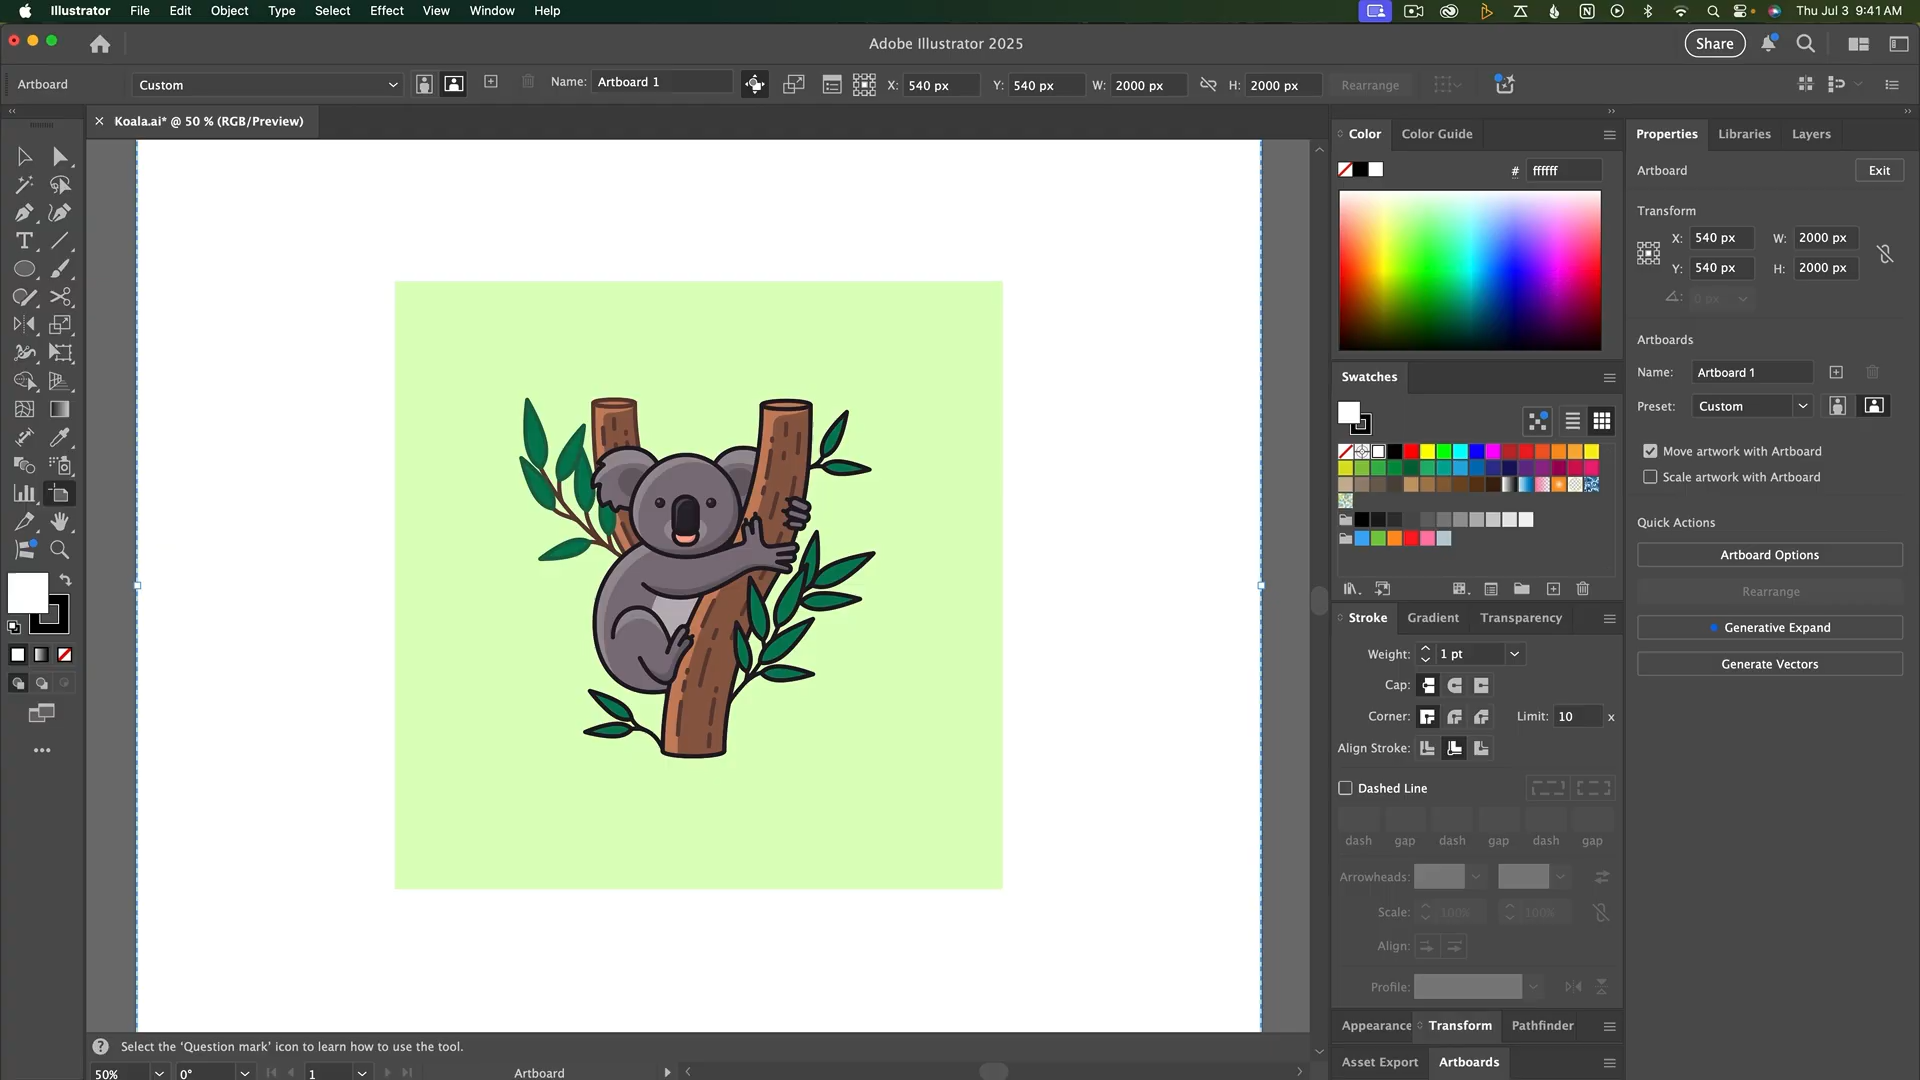 Illustrator File Edit Object Type Select Effect View Window Help Thu Jul 3 9:41 AM
Adobe Illustrator 2025 Share
Artboard Custom Name: Artboard 1 X: 540 px Y: 540 px W: 2000 px H: 2000 px Rearrange
Koala.ai* @ 50 % (RGB/Preview)
Color Color Guide
# ffffff
Swatches
Stroke Gradient Transparency
Weight: 1 pt
Cap:
Corner: Limit: 10 x
Align Stroke:
Dashed Line
dash gap dash gap dash gap
Arrowheads:
Scale: 100% 100%
Align:
Profile:
Appearance Transform Pathfinder
Asset Export Artboards
Properties Libraries Layers
Artboard Exit
Transform
X: 540 px W: 2000 px
Y: 540 px H: 2000 px
0 px
Artboards
Name: Artboard 1
Preset: Custom
Move artwork with Artboard
Scale artwork with Artboard
Quick Actions
Artboard Options
Rearrange
Generative Expand
Generate Vectors
Select the 'Question mark' icon to learn how to use the tool.
50% 0° 1 Artboard